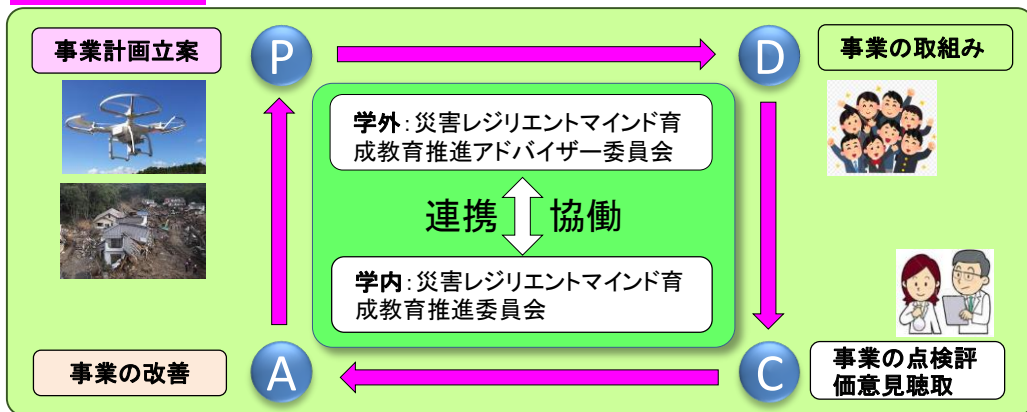 事業計画立案
P
D
事業の取組み
学外:災害レジリエントマインド育
成教育推進アドバイザー委員会
連携 協働
学内:災害レジリエントマインド育
成教育推進委員会
事業の改善
A
C
事業の点検評
価意見聴取